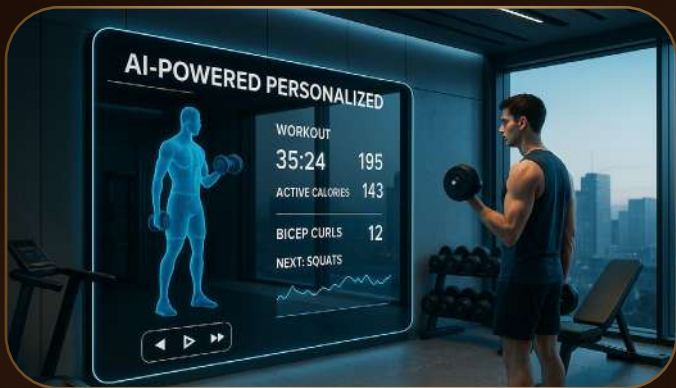 AI-POWERED PERSONALIZED
WORKOUT
35:24 195
ACTIVE CALORIES 143
BICEP CURLS 12
NEXT: SQUATS